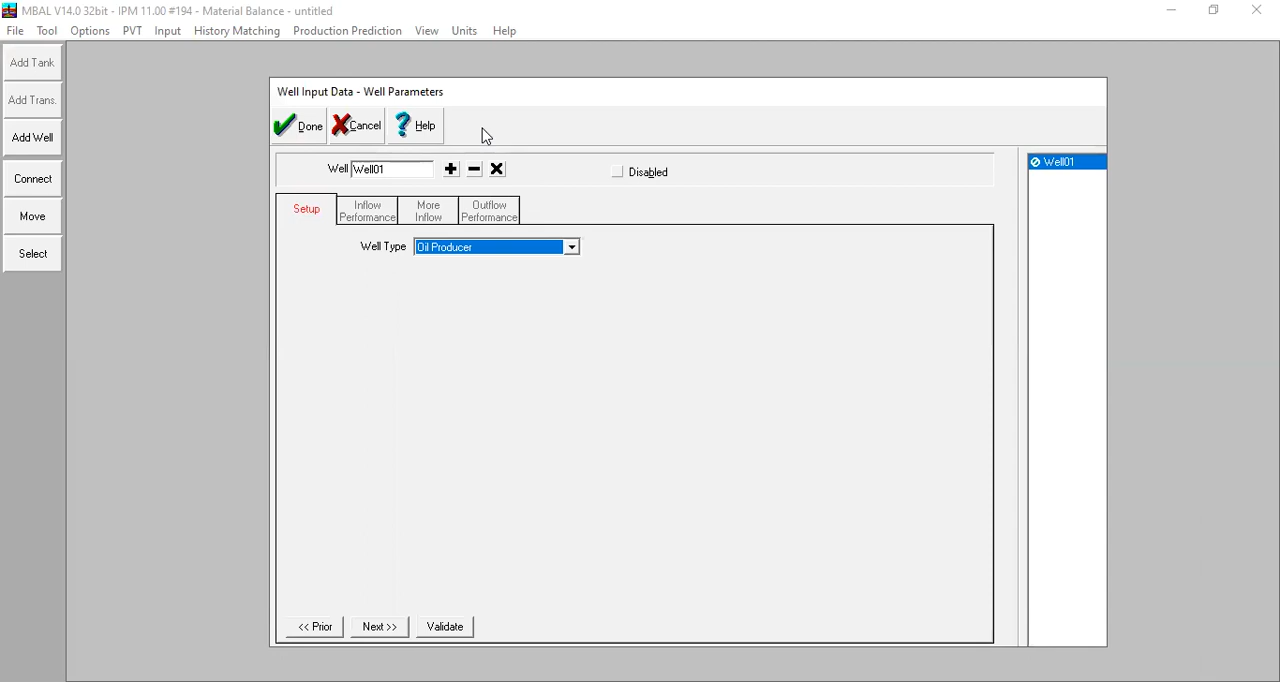 MBAL V14.0 32bit - IPM 11.00 #194 - Material Balance - untitled
File Tool Options PVT Input History Matching Production Prediction View Units Help
Add Tank
Add Trans.
Add Well
Connect
Move
Select
Well Input Data - Well Parameters
Done Cancel Help
Well Well01 Disabled
Well01
Setup
Inflow Performance
More Inflow
Outflow Performance
Well Type Oil Producer
<< Prior Next >> Validate